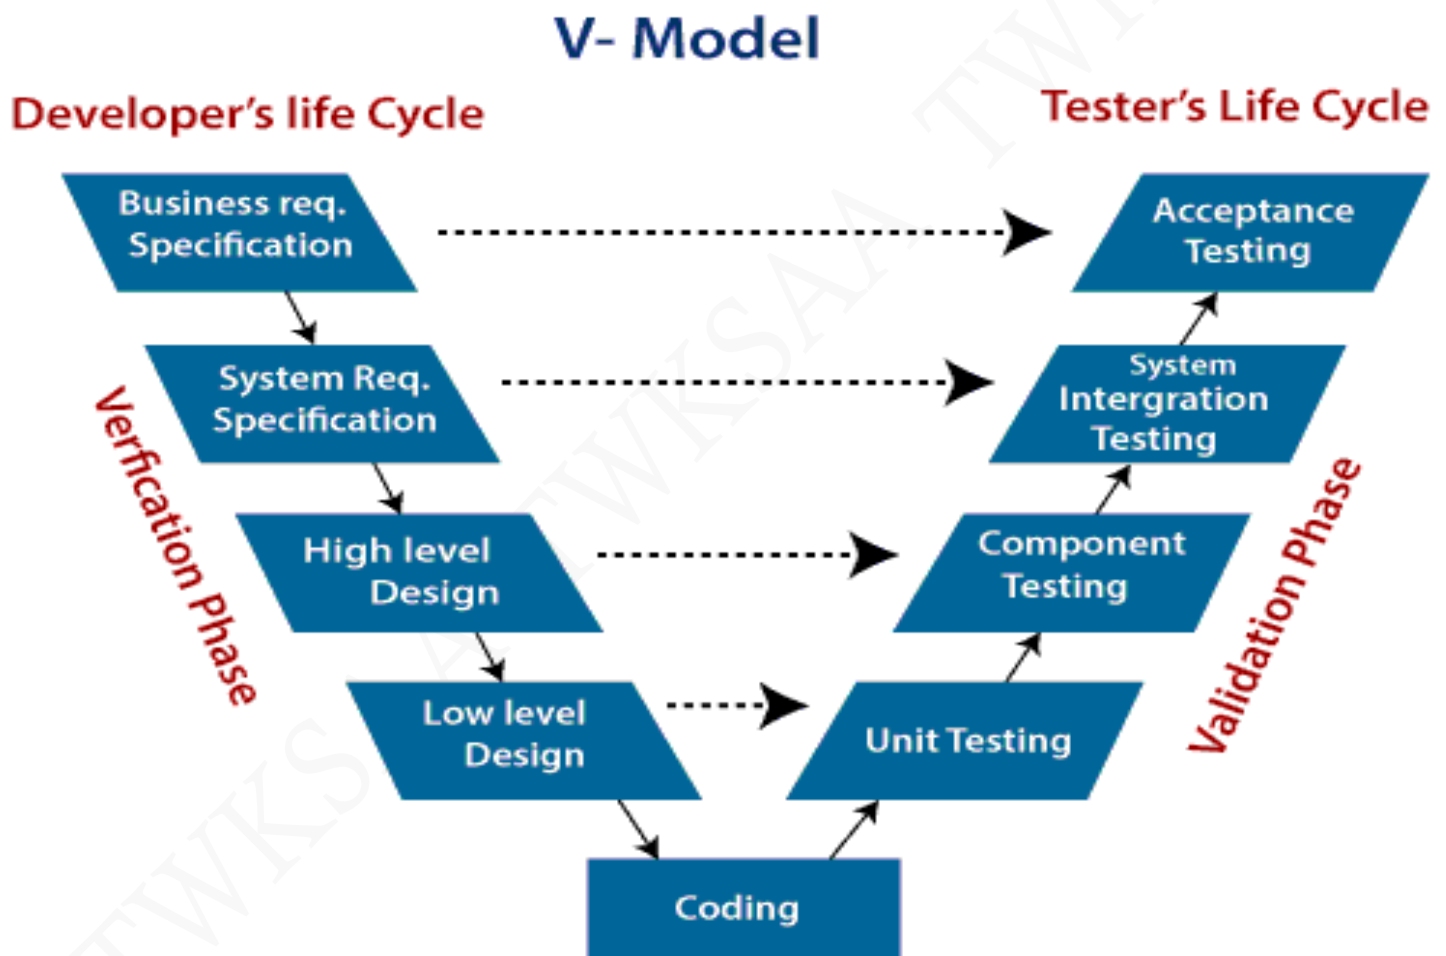 V- Model
Developer's life Cycle
Tester's Life Cycle
Business req.
Specification
Acceptance
Testing
System Req.
Specification
System
Intergration
Testing
Verfication Phase
High level
Design
Component
Testing
Validation Phase
Low level
Design
Unit Testing
Coding